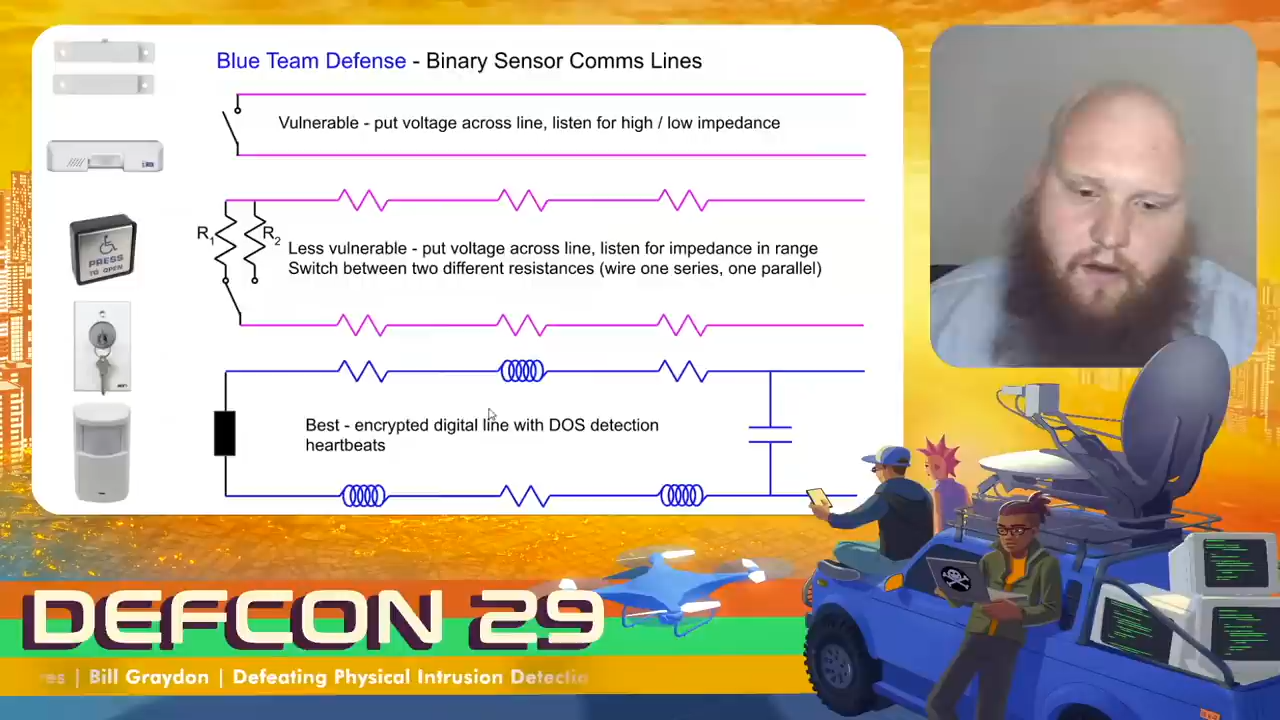 Blue Team Defense - Binary Sensor Comms Lines
Vulnerable - put voltage across line, listen for high / low impedance
R1
R2
Less vulnerable - put voltage across line, listen for impedance in range
Switch between two different resistances (wire one series, one parallel)
PRESS
TO OPEN
Best - encrypted digital line with DOS detection
heartbeats
DEFCON 29
es | Bill Graydon | Defeating Physical Intrusion Detectio